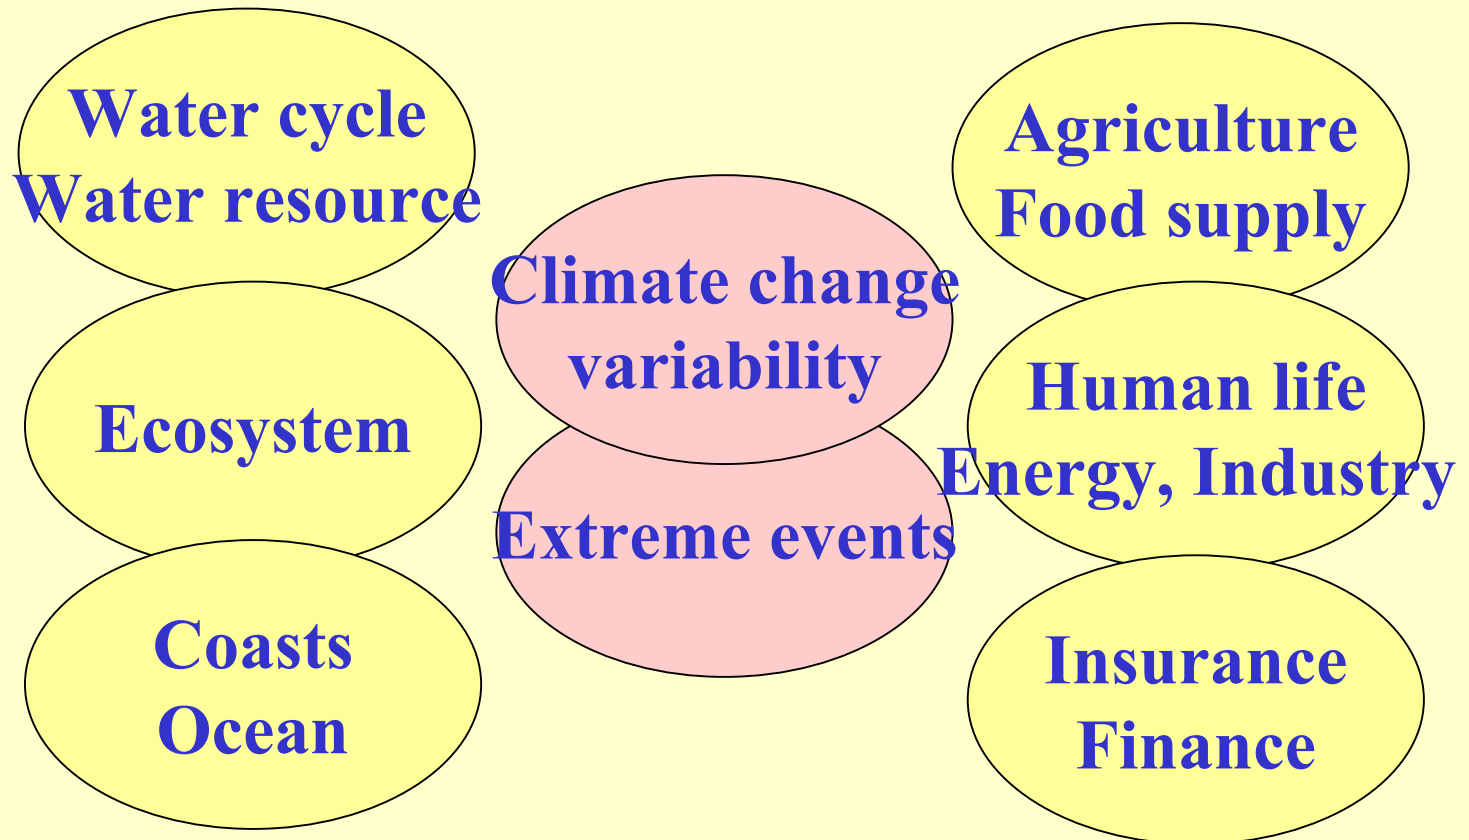 Water cycle
Water resource
Ecosystem
Coasts
Ocean
Climate change
variability
Extreme events
Agriculture
Food supply
Human life
Energy, Industry
Insurance
Finance